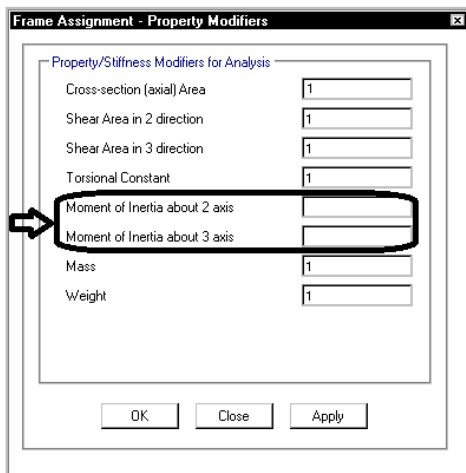 Frame Assignment - Property Modifiers
Property/Stiffness Modifiers for Analysis
Cross-section (axial) Area 1
Shear Area in 2 direction 1
Shear Area in 3 direction 1
Torsional Constant 1
Moment of Inertia about 2 axis
Moment of Inertia about 3 axis
Mass 1
Weight 1
OK Close Apply